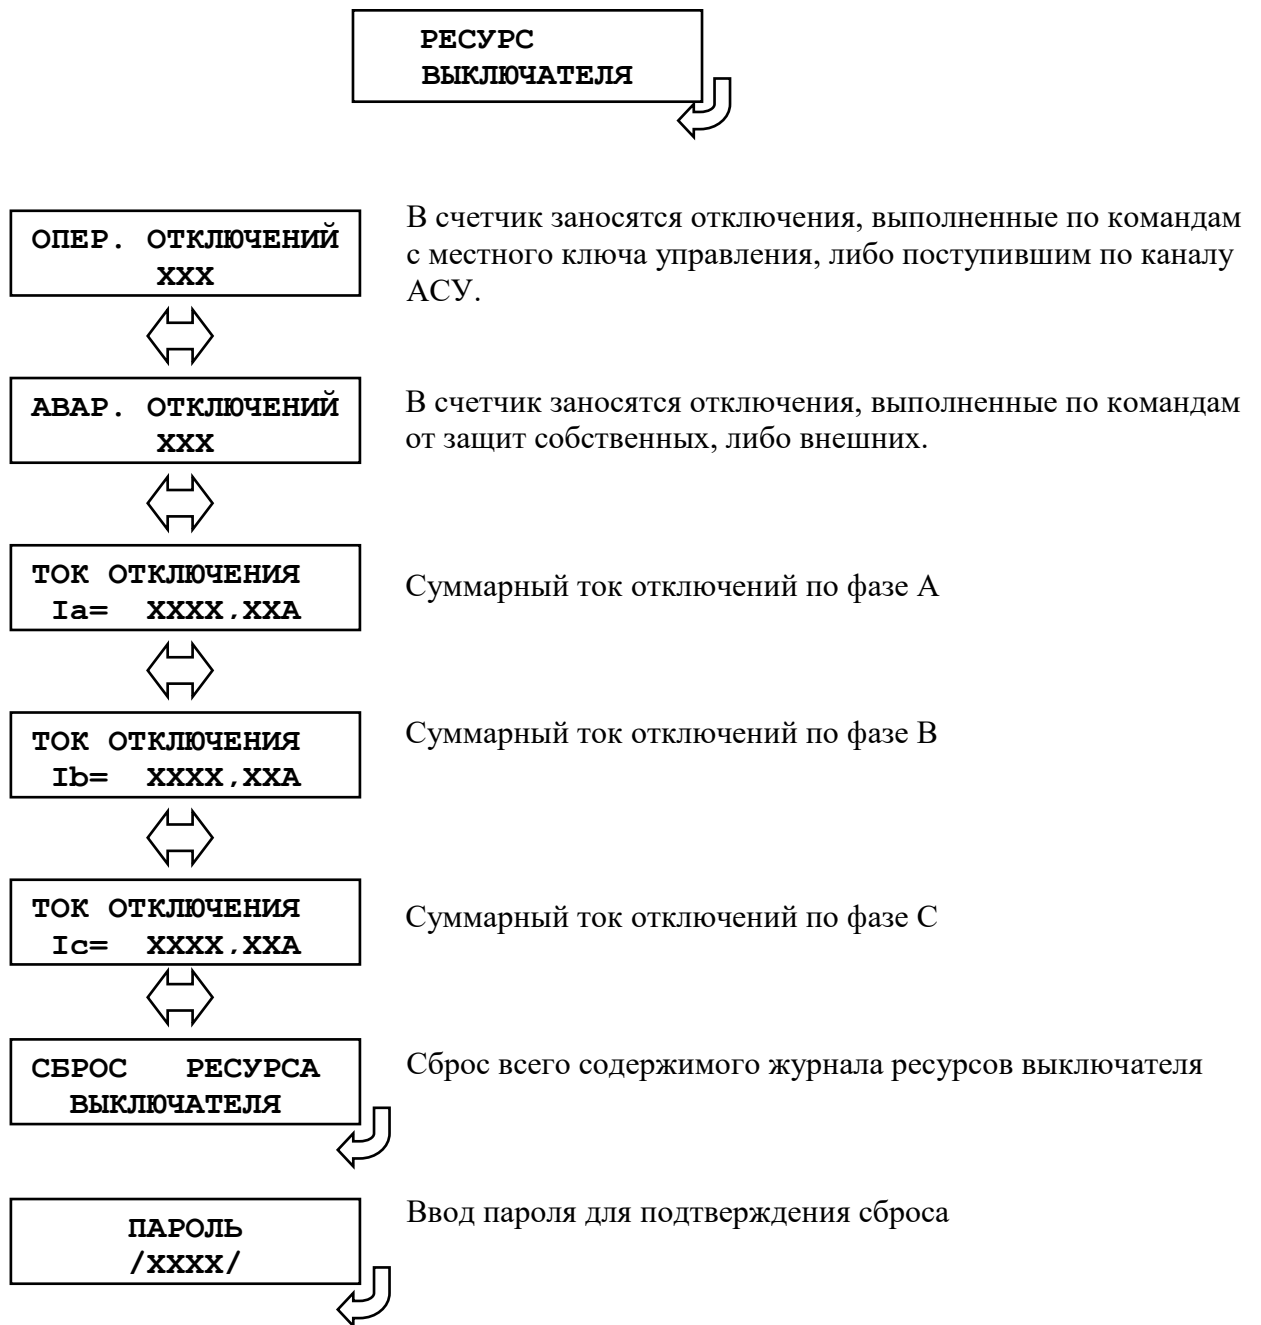 РЕСУРС
ВЫКЛЮЧАТЕЛЯ
ОПЕР. ОТКЛЮЧЕНИЙ
XXX
В счетчик заносятся отключения, выполненные по командам
с местного ключа управления, либо поступившим по каналу
АСУ.
АВАР. ОТКЛЮЧЕНИЙ
XXX
В счетчик заносятся отключения, выполненные по командам
от защит собственных, либо внешних.
ТОК ОТКЛЮЧЕНИЯ
Ia= XXXX,XXА
Суммарный ток отключений по фазе А
ТОК ОТКЛЮЧЕНИЯ
Ib= XXXX,XXА
Суммарный ток отключений по фазе В
ТОК ОТКЛЮЧЕНИЯ
Ic= XXXX,XXА
Суммарный ток отключений по фазе С
СБРОС РЕСУРСА
ВЫКЛЮЧАТЕЛЯ
Сброс всего содержимого журнала ресурсов выключателя
ПАРОЛЬ
/XXXX/
Ввод пароля для подтверждения сброса